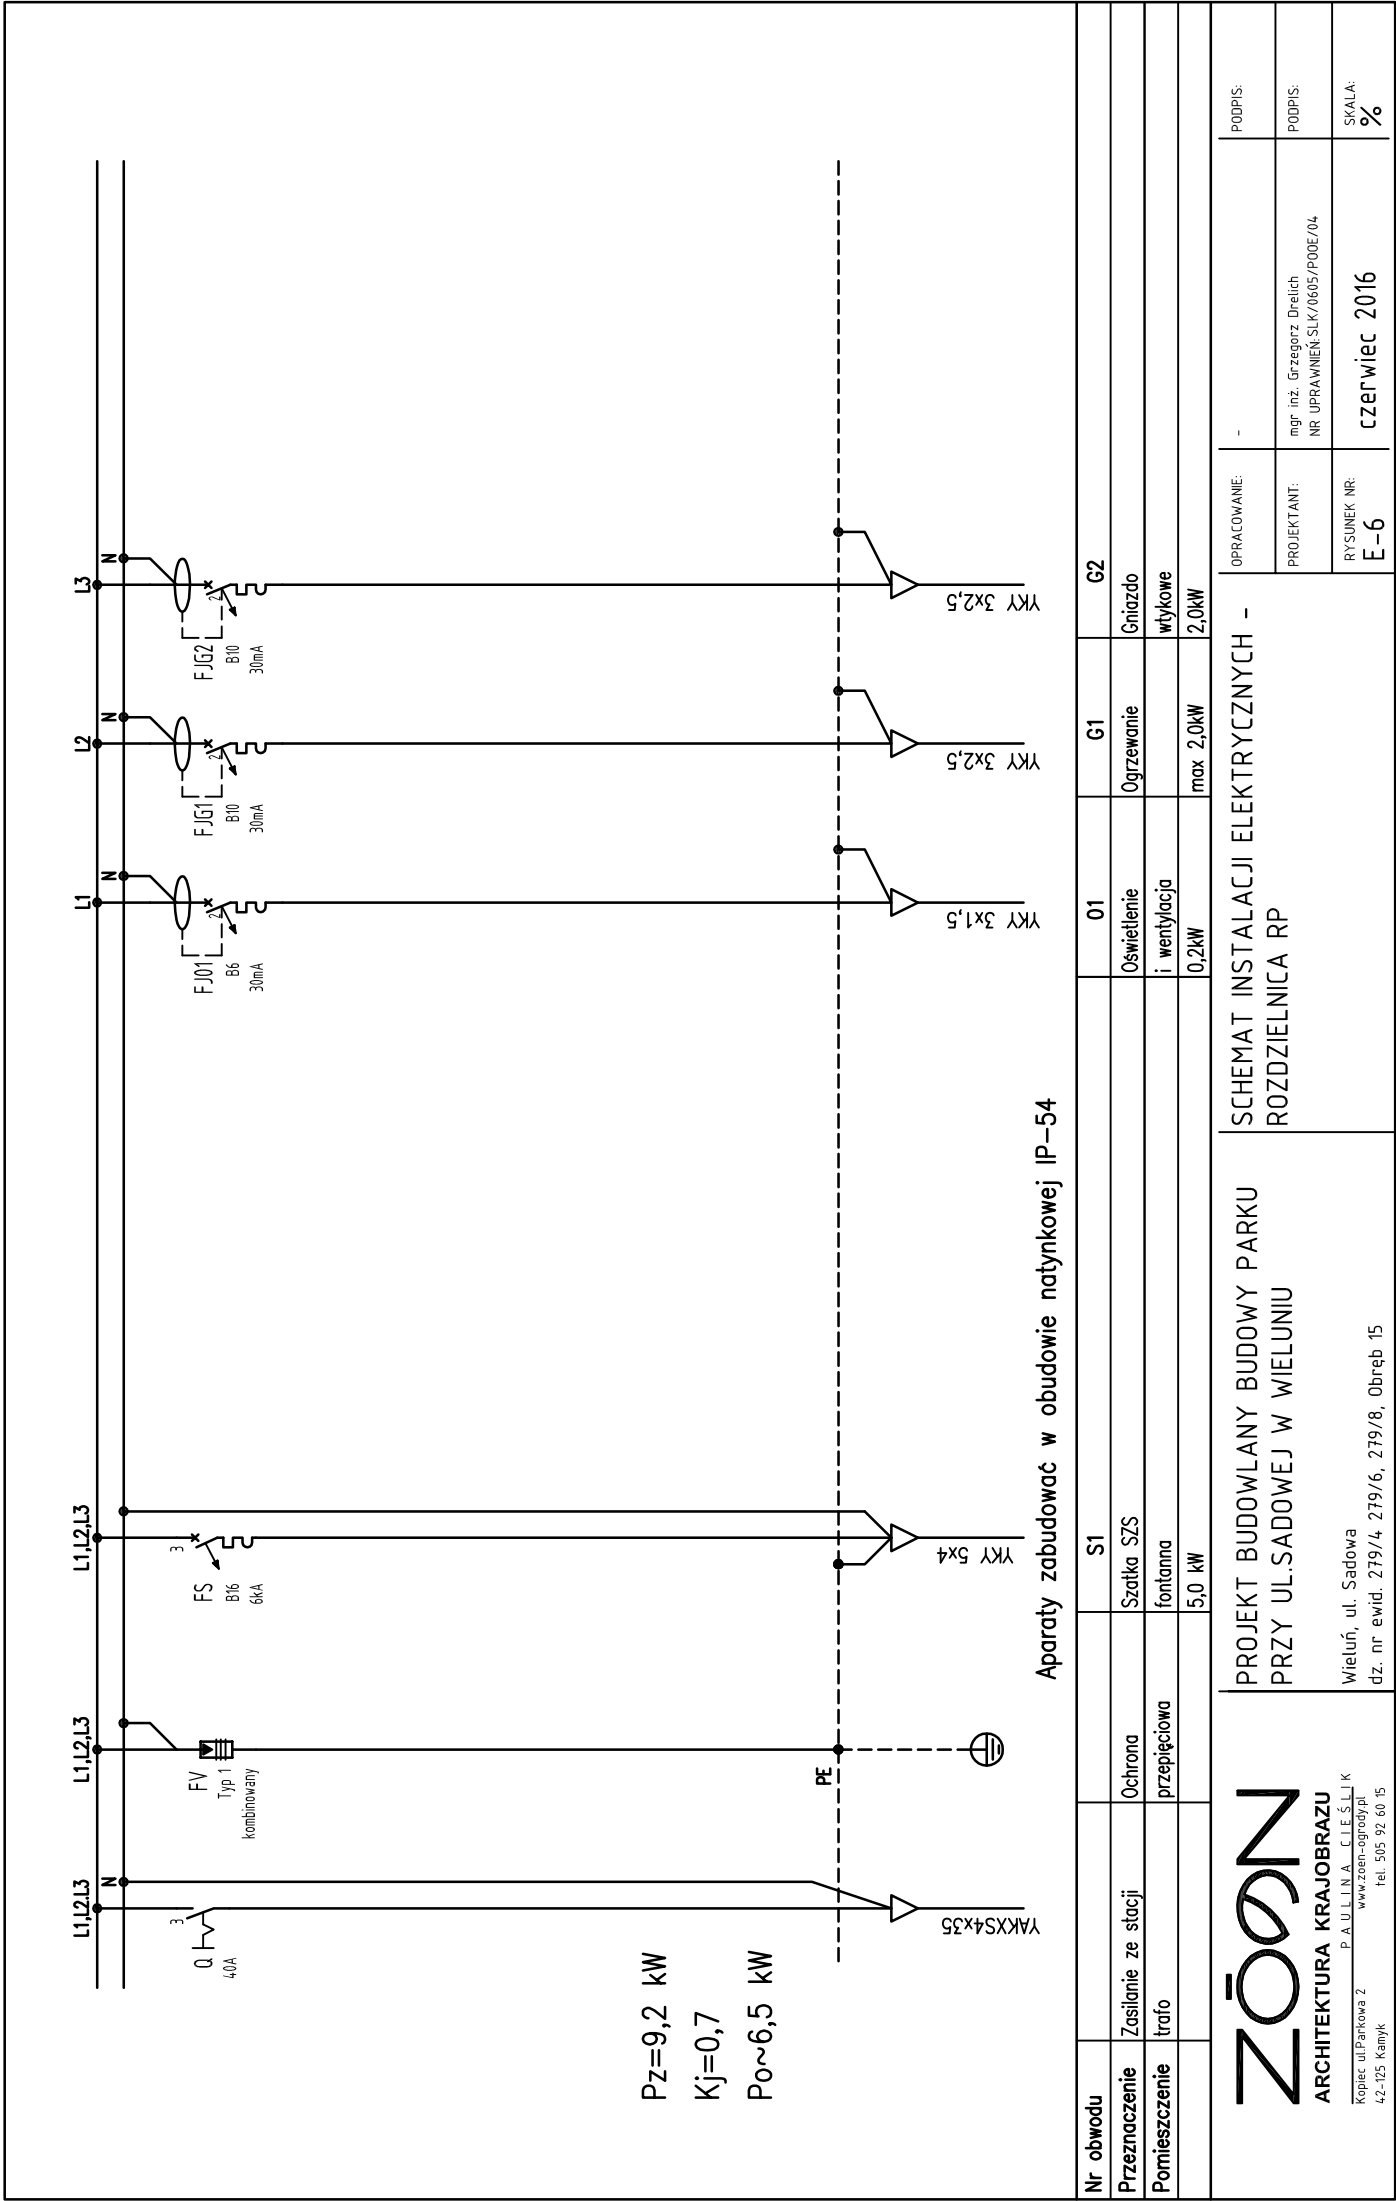 L1,L2.L3
N
L1,L2,L3
L1,L2,L3
L1
N
L2
N
L3
N
Q
3
40A
FV
Typ 1
kombinowany
FS
3
B16
6kA
FJ01
2
B6
30mA
FJG1
2
B10
30mA
FJG2
2
B10
30mA
Pz=9,2 kW
Kj=0,7
Po~6,5 kW
PE
YAKXS4x35
YKY 5x4
YKY 3x1,5
YKY 3x2,5
YKY 3x2,5
Aparaty zabudować w obudowie natynkowej IP-54
Nr obwodu S1 01 G1 G2
Przeznaczenie Zasilanie ze stacji Ochrona Szatka SZS Oświetlenie Ogrzewanie Gniazdo
Pomieszczenie trafo przepięciowa fontanna i wentylacja wtykowe
5,0 kW 0,2kW max 2,0kW 2,0kW
ZŌEN
ARCHITEKTURA KRAJOBRAZU
PAULINA CIEŚLIK
Kopiec ul.Parkowa 2 www.zoen-ogrody.pl
42-125 Kamyk tel. 505 92 60 15
PROJEKT BUDOWLANY BUDOWY PARKU
PRZY UL.SADOWEJ W WIELUNIU
Wieluń, ul. Sadowa
dz. nr ewid. 279/4 279/6, 279/8, Obręb 15
SCHEMAT INSTALACJI ELEKTRYCZNYCH -
ROZDZIELNICA RP
OPRACOWANIE: - PODPIS:
PROJEKTANT: mgr inż. Grzegorz Drelich PODPIS:
NR UPRAWNIEŃ:SLK/0605/POOE/04
RYSUNEK NR: SKALA:
E-6 czerwiec 2016 %